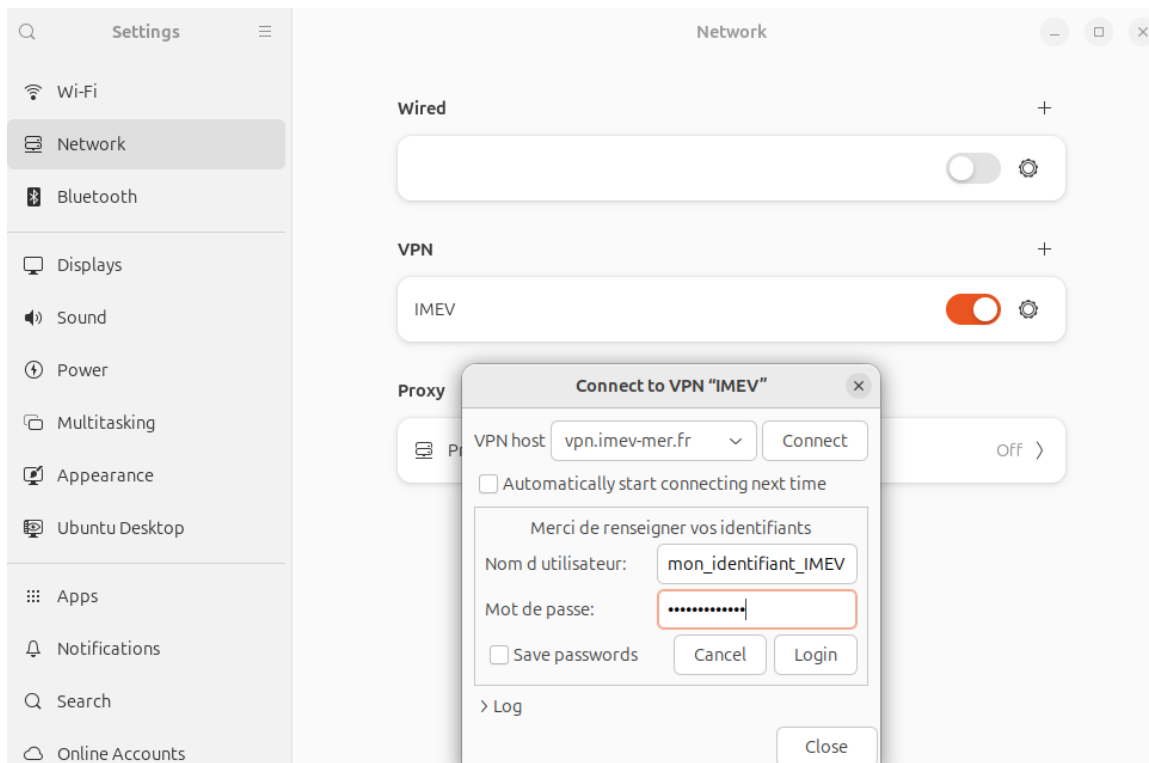 Settings
Network
Wi-Fi
Network
Bluetooth
Displays
Sound
Power
Multitasking
Appearance
Ubuntu Desktop
Apps
Notifications
Search
Online Accounts
Wired
VPN
IMEV
Proxy
Pr
Off
Connect to VPN “IMEV”
VPN host vpn.imev-mer.fr Connect
Automatically start connecting next time
Merci de renseigner vos identifiants
Nom d utilisateur: mon_identifiant_IMEV
Mot de passe: •••••••••••••
Save passwords Cancel Login
Log
Close